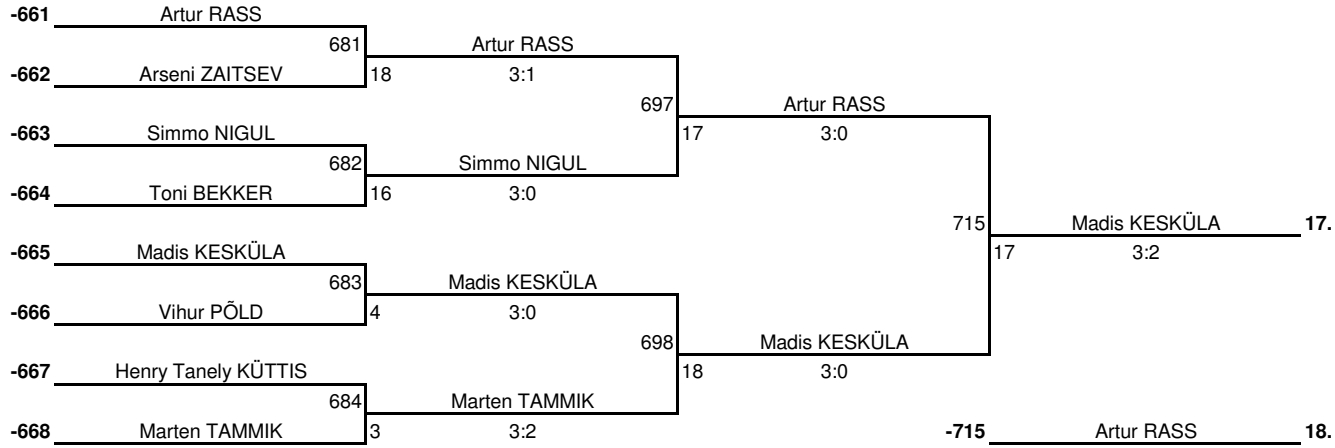 -661 Artur RASS
681 Artur RASS
-662 Arseni ZAITSEV 18 3:1
697 Artur RASS
-663 Simmo NIGUL 17 3:0
682 Simmo NIGUL
-664 Toni BEKKER 16 3:0
715 Madis KESKÜLA 17.
-665 Madis KESKÜLA 17 3:2
683 Madis KESKÜLA
-666 Vihur PÕLD 4 3:0
698 Madis KESKÜLA
-667 Henry Tanely KÜTTIS 18 3:0
684 Marten TAMMIK
-668 Marten TAMMIK 3 3:2 -715 Artur RASS 18.